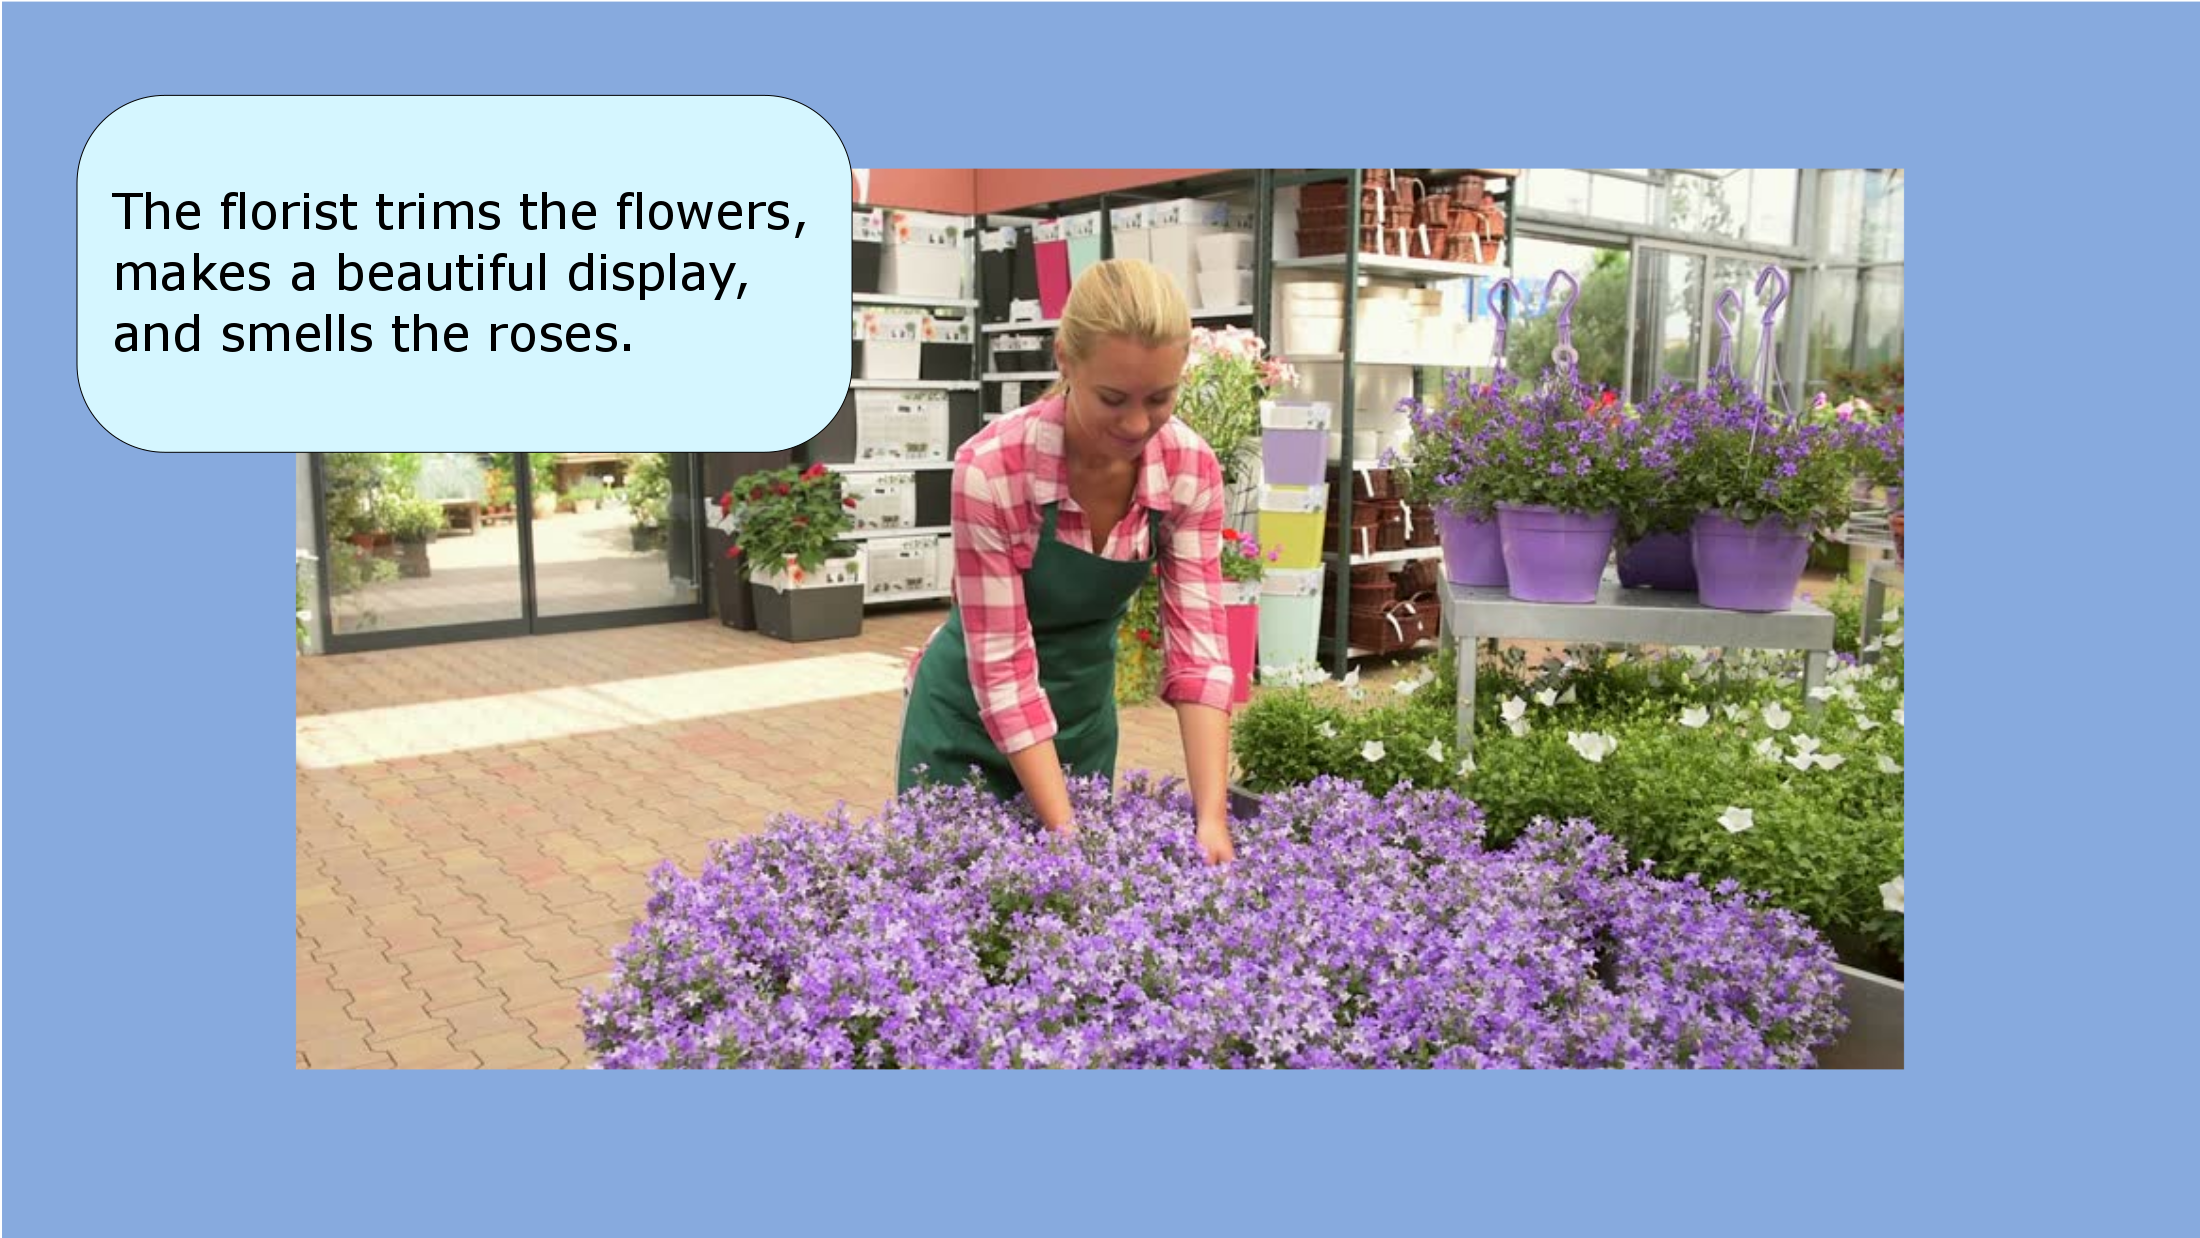 The florist trims the flowers,
makes a beautiful display,
and smells the roses.